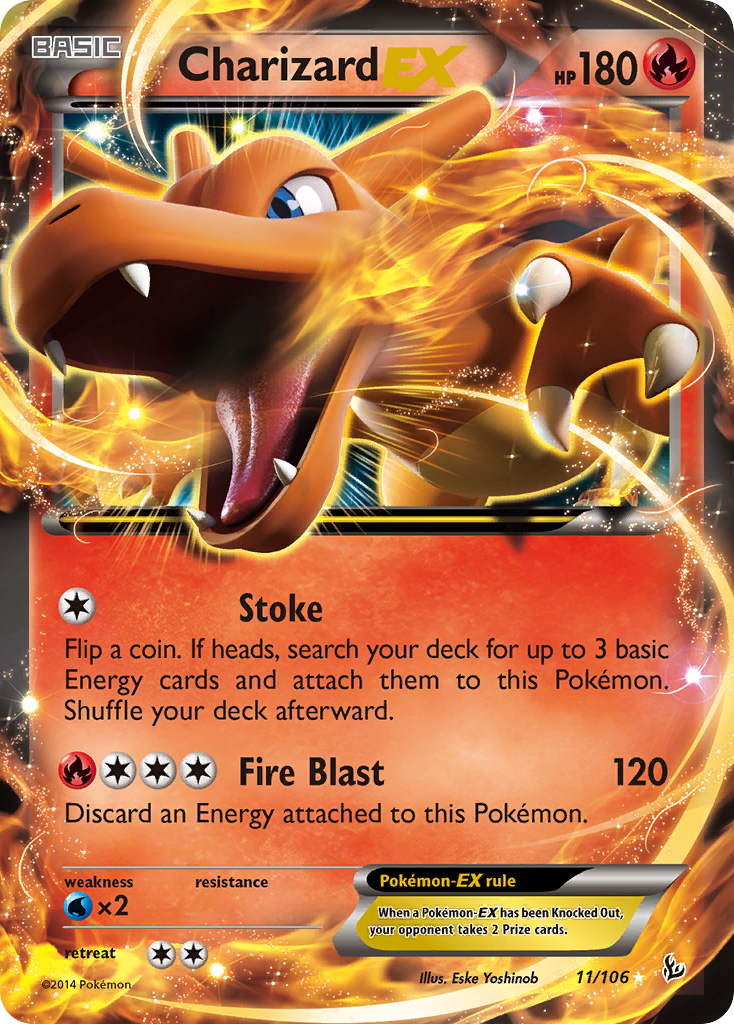 BASIC
Charizard EX HP 180
Stoke
Flip a coin. If heads, search your deck for up to 3 basic
Energy cards and attach them to this Pokémon.
Shuffle your deck afterward.
Fire Blast 120
Discard an Energy attached to this Pokémon.
weakness resistance
×2
Pokémon-EX rule
When a Pokémon-EX has been Knocked Out,
your opponent takes 2 Prize cards.
retreat
Illus. Eske Yoshinob 11/106
©2014 Pokémon